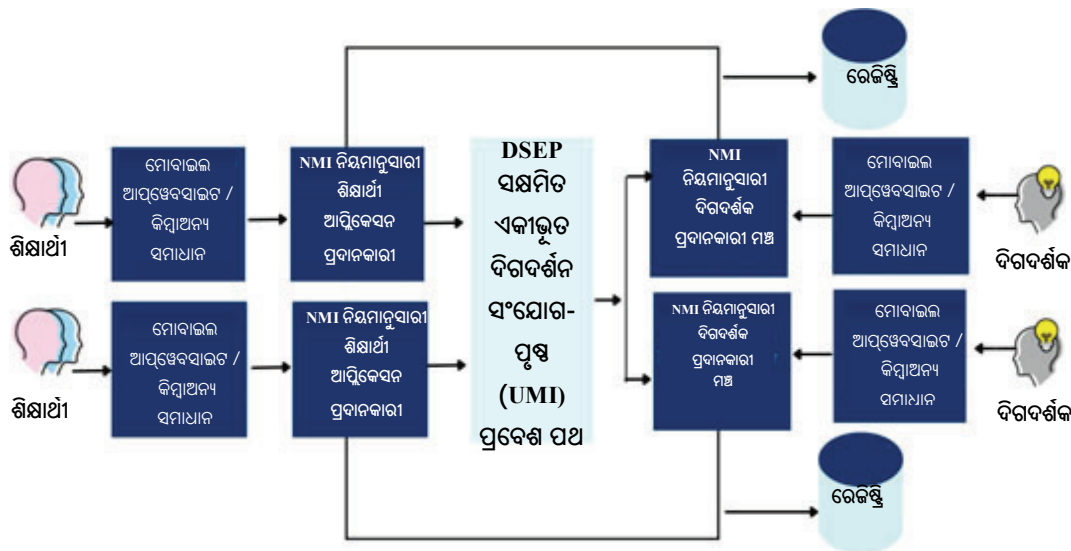 ରେଜିଷ୍ଟ୍ରି
ଶିକ୍ଷାର୍ଥୀ
ମୋବାଇଲ
ଆପ୍‌ୱେବସାଇଟ /
କିମ୍ବାଅନ୍ୟ
ସମାଧାନ
NMI ନିୟମାନୁସାରୀ
ଶିକ୍ଷାର୍ଥୀ
ଆପ୍ଲିକେସନ
ପ୍ରଦାନକାରୀ
DSEP
ସକ୍ଷମିତ
ଏକୀଭୂତ
ଦିଗଦର୍ଶନ
ସଂଯୋଗ-
ପୃଷ୍ଠ
(UMI)
ପ୍ରବେଶ ପଥ
NMI
ନିୟମାନୁସାରୀ
ଦିଗଦର୍ଶକ
ପ୍ରଦାନକାରୀ ମଞ୍ଚ
ମୋବାଇଲ
ଆପ୍‌ୱେବସାଇଟ /
କିମ୍ବାଅନ୍ୟ
ସମାଧାନ
ଦିଗଦର୍ଶକ
ଶିକ୍ଷାର୍ଥୀ
ମୋବାଇଲ
ଆପ୍‌ୱେବସାଇଟ /
କିମ୍ବାଅନ୍ୟ
ସମାଧାନ
NMI ନିୟମାନୁସାରୀ
ଶିକ୍ଷାର୍ଥୀ
ଆପ୍ଲିକେସନ
ପ୍ରଦାନକାରୀ
NMI ନିୟମାନୁସାରୀ
ଦିଗଦର୍ଶକ
ପ୍ରଦାନକାରୀ
ମଞ୍ଚ
ମୋବାଇଲ
ଆପ୍‌ୱେବସାଇଟ /
କିମ୍ବାଅନ୍ୟ
ସମାଧାନ
ଦିଗଦର୍ଶକ
ରେଜିଷ୍ଟ୍ରି